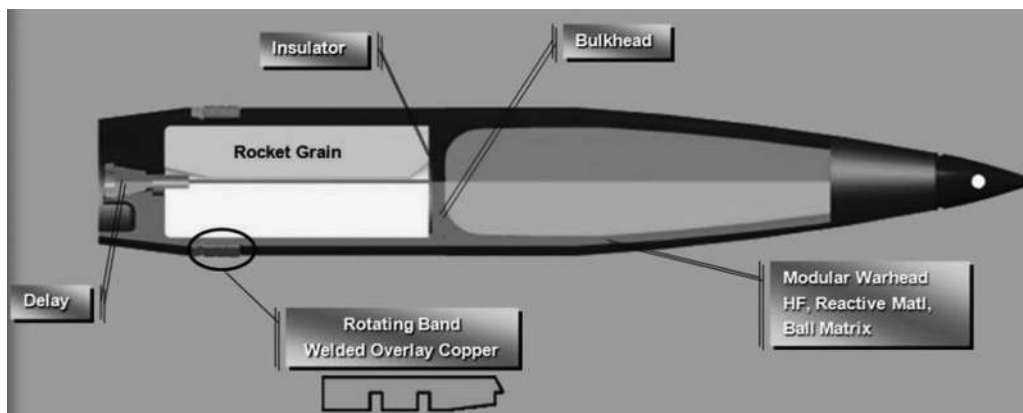 Insulator
Bulkhead
Rocket Grain
Delay
Rotating Band
Welded Overlay Copper
Modular Warhead
HF, Reactive Matl,
Ball Matrix